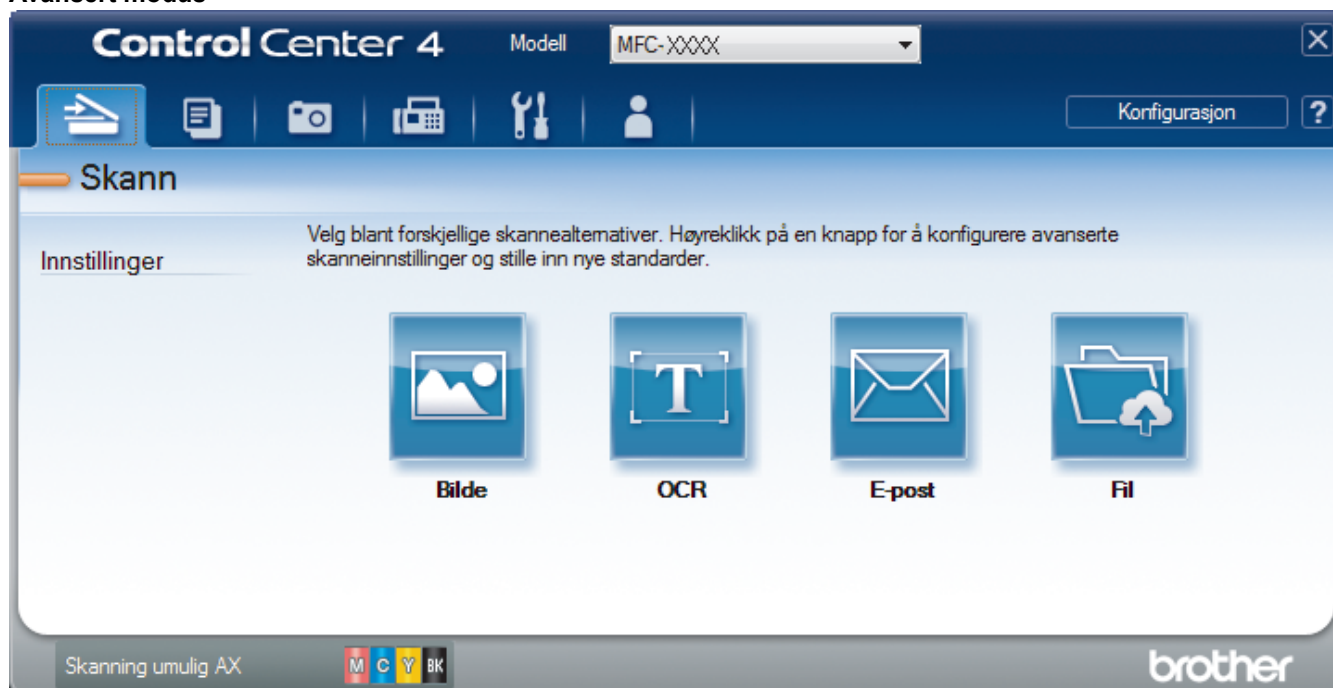 Avansert modus
Control Center 4
Modell
MFC-XXXX
Konfigurasjon
?
Skann
Innstillinger
Velg blant forskjellige skannealternativer. Høyreklikk på en knapp for å konfigurere avanserte
skanneinnstillinger og stille inn nye standarder.
T
Bilde
OCR
E-post
Fil
Skanning umulig AX
M C Y BK
brother